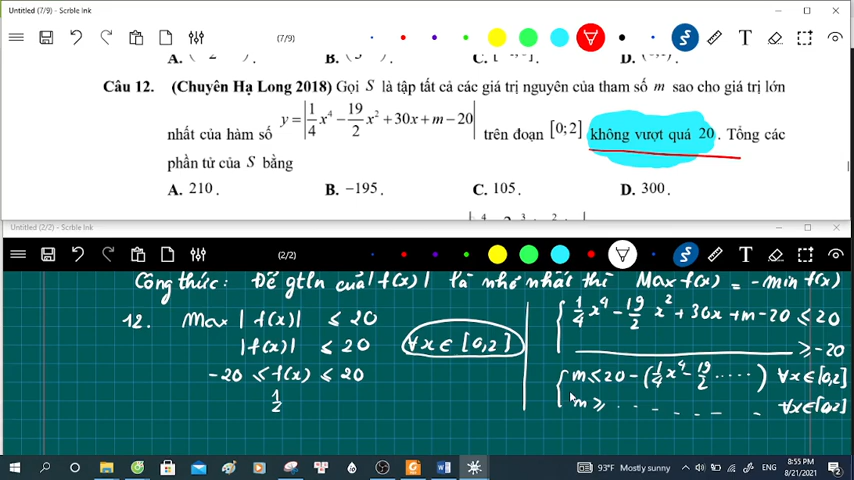 Untitled (7/9) - Scrble Ink
(7/9)
A. B. C. D.
Câu 12. (Chuyên Hạ Long 2018) Gọi S là tập tất cả các giá trị nguyên của tham số m sao cho giá trị lớn
nhất của hàm số y = |1/4 x⁴ − 19/2 x² + 30x + m − 20| trên đoạn [0;2] không vượt quá 20 . Tổng các
phần tử của S bằng
A. 210 . B. −195 . C. 105 . D. 300 .
Untitled (2/2) - Scrble Ink
(2/2)
Công thức: Để gtln của |f(x)| là nhỏ nhất thì Max f(x) = - min f(x)
12. Max |f(x)| ≤ 20
|f(x)| ≤ 20 ∀x ∈ [0,2]
-20 ≤ f(x) ≤ 20
1/2
{ 1/4 x⁴ − 19/2 x² + 30x + m − 20 ≤ 20
≥ -20
{ m ≤ 20 − (1/4 x⁴ − 19/2 ......) ∀x ∈ [0,2]
m ≥ . . . . . . ∀x ∈ [0,2]
93°F Mostly sunny
ENG
8:55 PM
8/21/2021